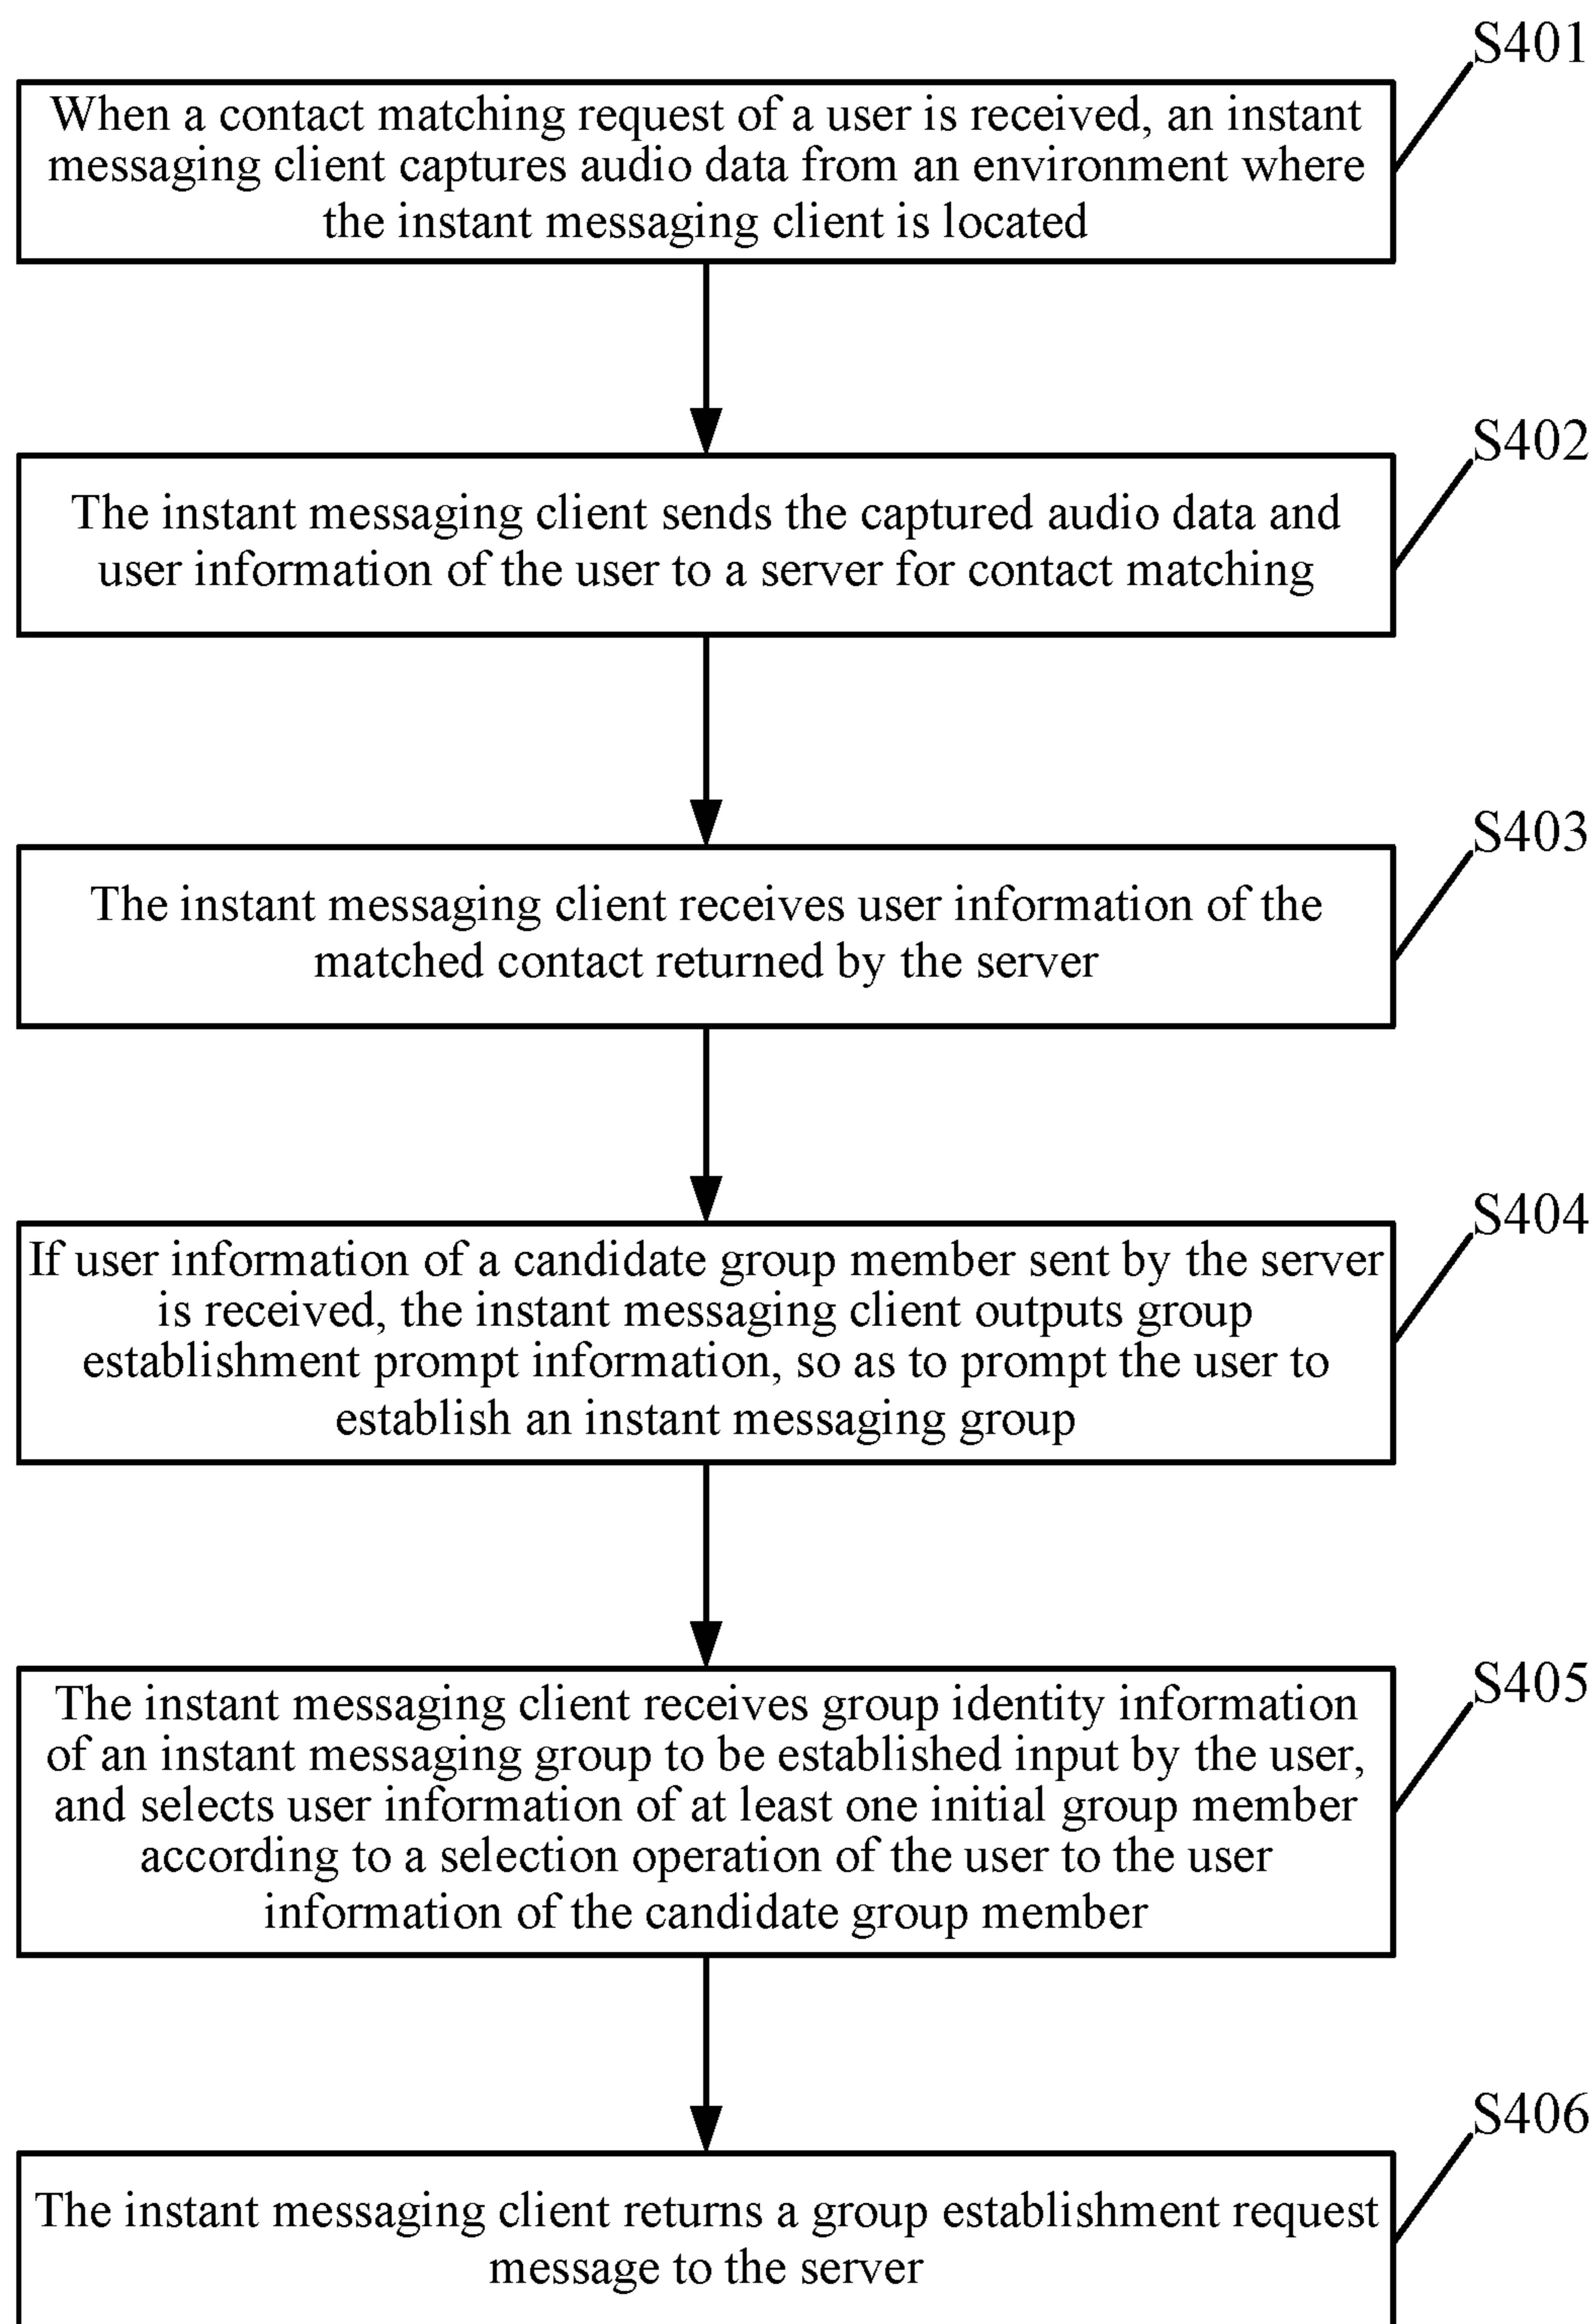 S401
When a contact matching request of a user is received, an instant
messaging client captures audio data from an environment where
the instant messaging client is located
S402
The instant messaging client sends the captured audio data and
user information of the user to a server for contact matching
S403
The instant messaging client receives user information of the
matched contact returned by the server
S404
If user information of a candidate group member sent by the server
is received, the instant messaging client outputs group
establishment prompt information, so as to prompt the user to
establish an instant messaging group
S405
The instant messaging client receives group identity information
of an instant messaging group to be established input by the user,
and selects user information of at least one initial group member
according to a selection operation of the user to the user
information of the candidate group member
S406
The instant messaging client returns a group establishment request
message to the server